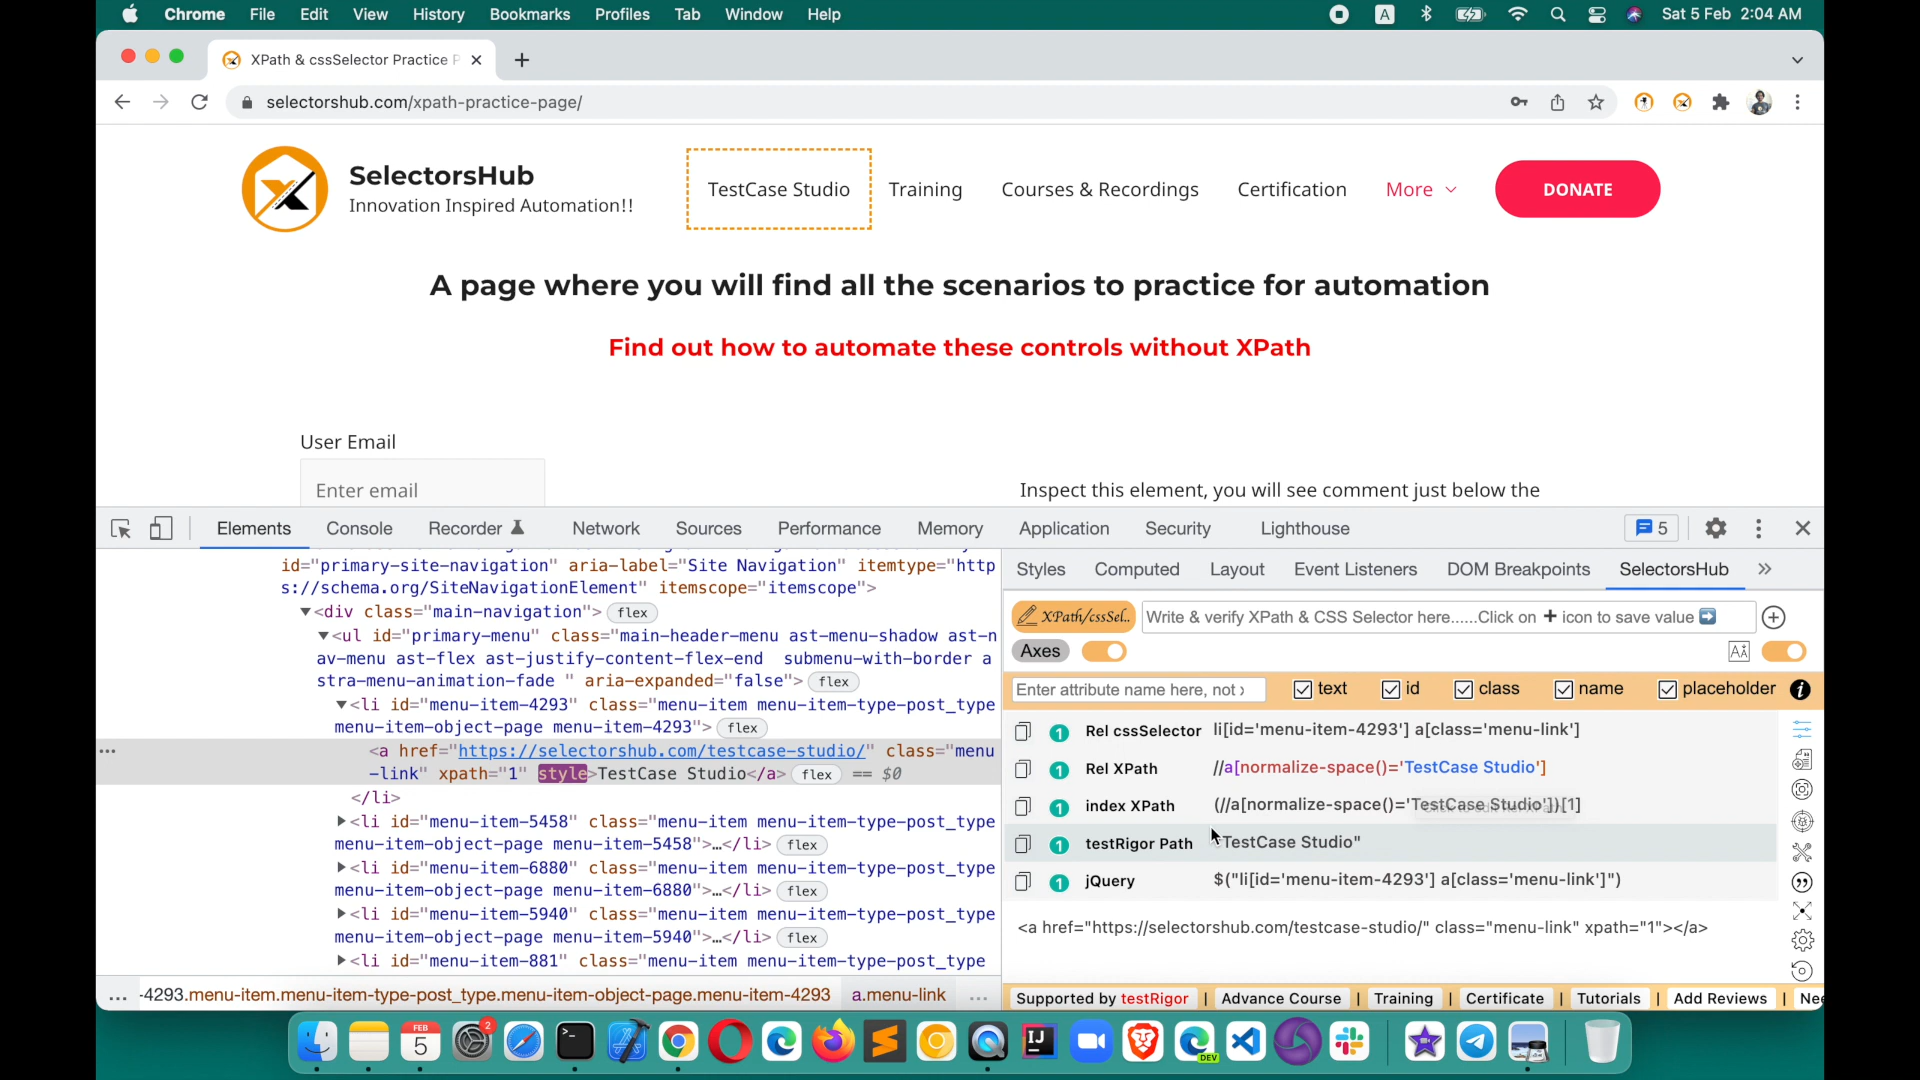 Chrome File Edit View History Bookmarks Profiles Tab Window Help A Sat 5 Feb 2:04 AM
XPath & cssSelector Practice P
selectorshub.com/xpath-practice-page/
SelectorsHub
Innovation Inspired Automation!!
TestCase Studio Training Courses & Recordings Certification More DONATE
A page where you will find all the scenarios to practice for automation
Find out how to automate these controls without XPath
User Email
Enter email
Inspect this element, you will see comment just below the
Elements Console Recorder Network Sources Performance Memory Application Security Lighthouse 5
id="primary-site-navigation" aria-label="Site Navigation" itemtype="http
s://schema.org/SiteNavigationElement" itemscope="itemscope">
▼<div class="main-navigation"> flex
▼<ul id="primary-menu" class="main-header-menu ast-menu-shadow ast-n
av-menu ast-flex ast-justify-content-flex-end submenu-with-border a
stra-menu-animation-fade " aria-expanded="false"> flex
▼<li id="menu-item-4293" class="menu-item menu-item-type-post_type
menu-item-object-page menu-item-4293"> flex
<a href="https://selectorshub.com/testcase-studio/" class="menu
-link" xpath="1" style>TestCase Studio</a> flex == $0
</li>
▶<li id="menu-item-5458" class="menu-item menu-item-type-post_type
menu-item-object-page menu-item-5458">…</li> flex
▶<li id="menu-item-6880" class="menu-item menu-item-type-post_type
menu-item-object-page menu-item-6880">…</li> flex
▶<li id="menu-item-5940" class="menu-item menu-item-type-post_type
menu-item-object-page menu-item-5940">…</li> flex
▶<li id="menu-item-881" class="menu-item menu-item-type-post_type
... -4293.menu-item.menu-item-type-post_type.menu-item-object-page.menu-item-4293 a.menu-link ...
Styles Computed Layout Event Listeners DOM Breakpoints SelectorsHub »
XPath/cssSel.. Write & verify XPath & CSS Selector here......Click on + icon to save value
Axes
Enter attribute name here, not text id class name placeholder
1 Rel cssSelector li[id='menu-item-4293'] a[class='menu-link']
1 Rel XPath //a[normalize-space()='TestCase Studio']
1 index XPath (//a[normalize-space()='TestCase Studio'])[1]
1 testRigor Path "TestCase Studio"
1 jQuery $("li[id='menu-item-4293'] a[class='menu-link']")
<a href="https://selectorshub.com/testcase-studio/" class="menu-link" xpath="1"></a>
Supported by testRigor | Advance Course | Training | Certificate | Tutorials | Add Reviews | Nee
FEB
5
2
IJ
DEV